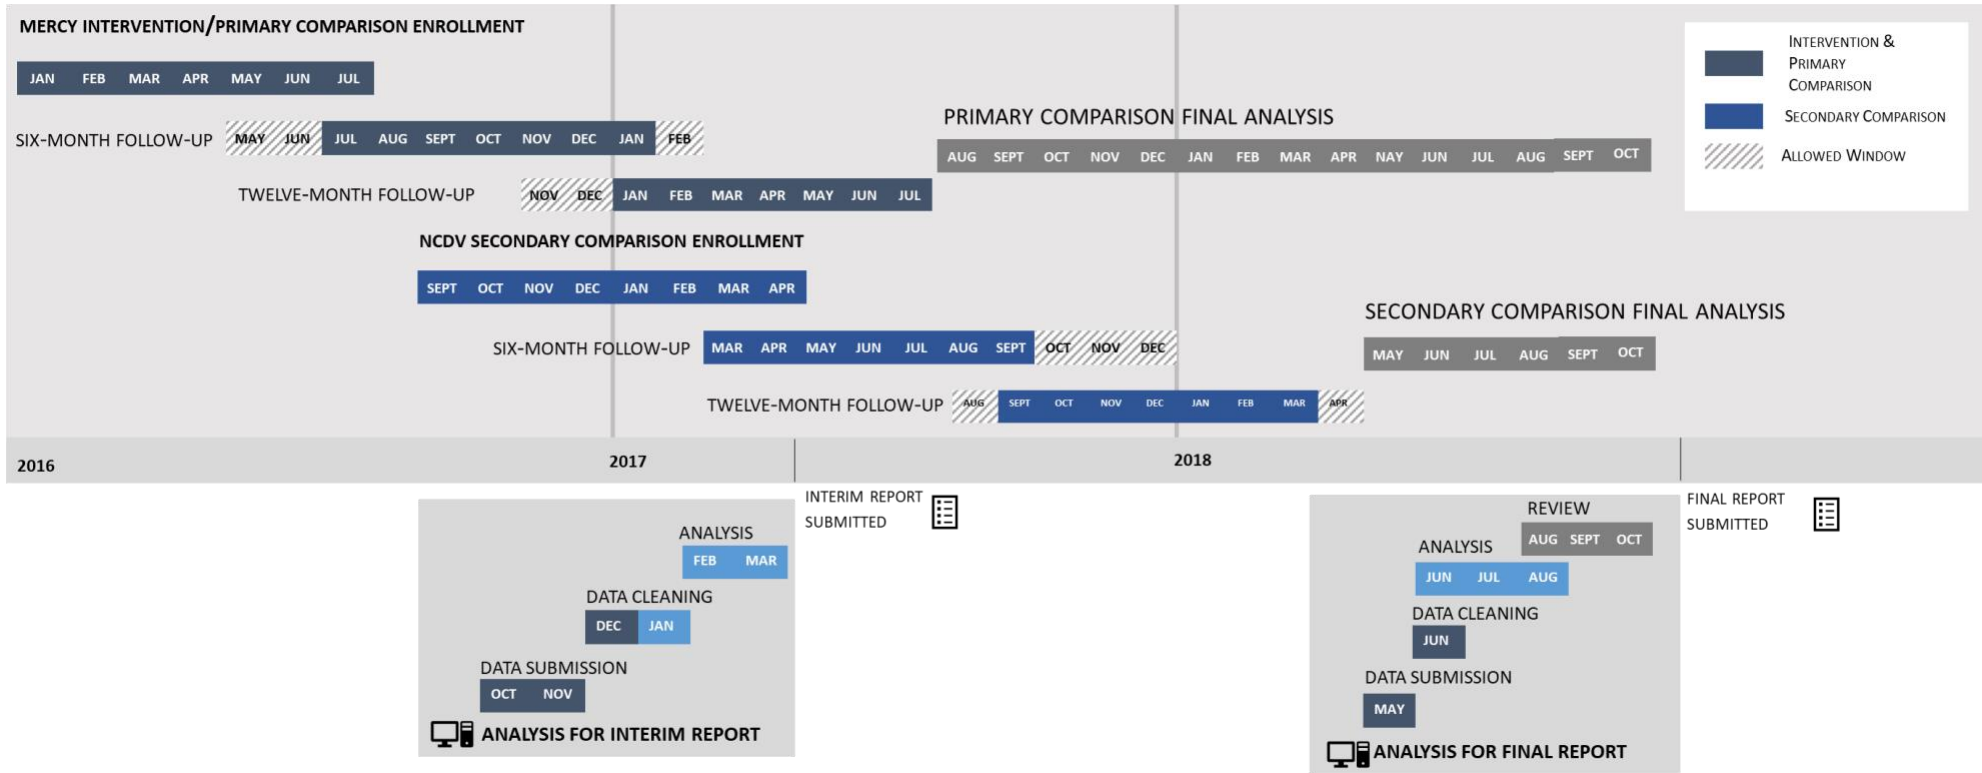 MERCY INTERVENTION/PRIMARY COMPARISON ENROLLMENT
JAN FEB MAR APR MAY JUN JUL
SIX-MONTH FOLLOW-UP MAY JUN JUL AUG SEPT OCT NOV DEC JAN FEB
TWELVE-MONTH FOLLOW-UP NOV DEC JAN FEB MAR APR MAY JUN JUL
PRIMARY COMPARISON FINAL ANALYSIS
AUG SEPT OCT NOV DEC JAN FEB MAR APR NAY JUN JUL AUG SEPT OCT
INTERVENTION &
PRIMARY
COMPARISON
SECONDARY COMPARISON
ALLOWED WINDOW
NCDV SECONDARY COMPARISON ENROLLMENT
SEPT OCT NOV DEC JAN FEB MAR APR
SIX-MONTH FOLLOW-UP MAR APR MAY JUN JUL AUG SEPT OCT NOV DEC
TWELVE-MONTH FOLLOW-UP AUG SEPT OCT NOV DEC JAN FEB MAR APR
SECONDARY COMPARISON FINAL ANALYSIS
MAY JUN JUL AUG SEPT OCT
2016 2017 2018
INTERIM REPORT
SUBMITTED
ANALYSIS
FEB MAR
DATA CLEANING
DEC JAN
DATA SUBMISSION
OCT NOV
ANALYSIS FOR INTERIM REPORT
FINAL REPORT
SUBMITTED
REVIEW
AUG SEPT OCT
ANALYSIS
JUN JUL AUG
DATA CLEANING
JUN
DATA SUBMISSION
MAY
ANALYSIS FOR FINAL REPORT